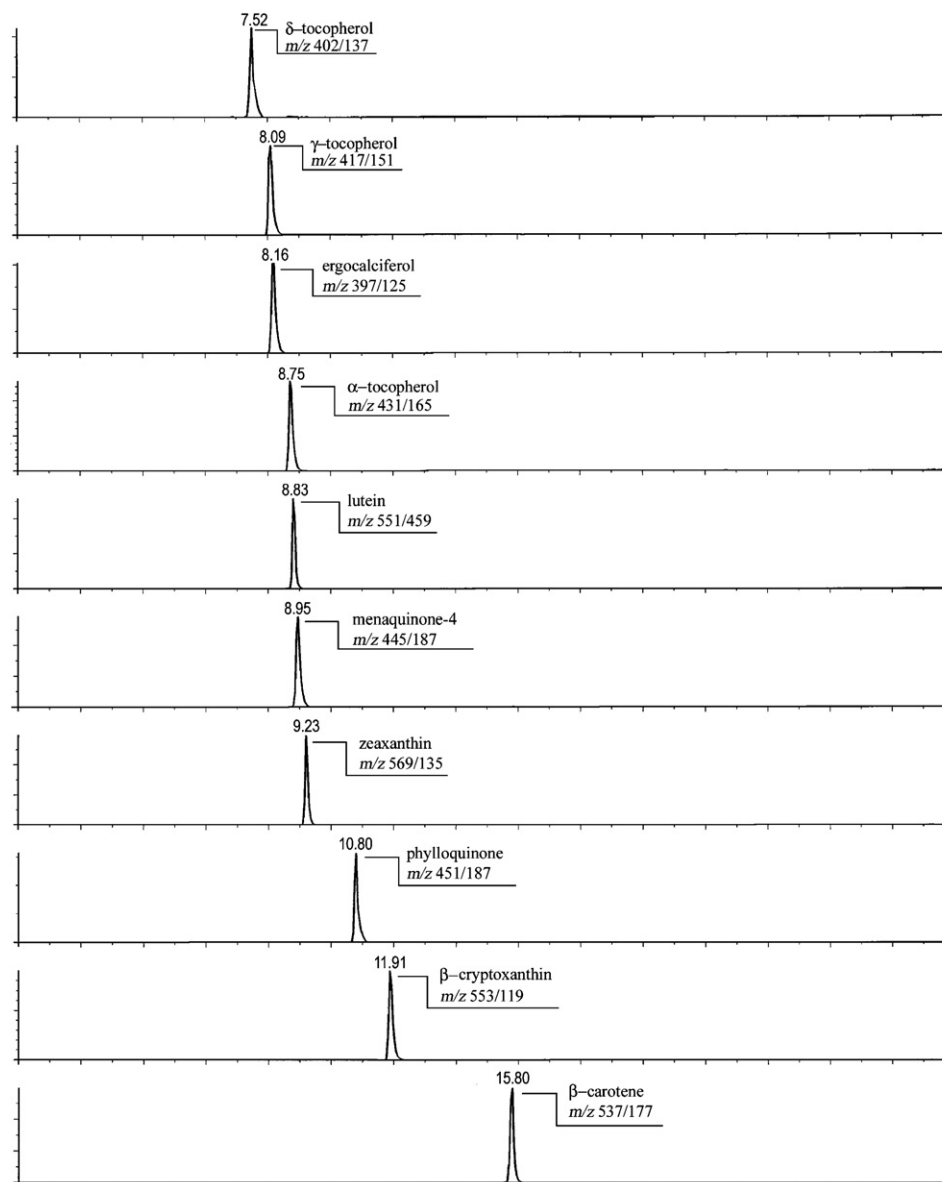 7.52
δ–tocopherol
m/z 402/137
8.09
γ–tocopherol
m/z 417/151
8.16
ergocalciferol
m/z 397/125
8.75
α–tocopherol
m/z 431/165
8.83
lutein
m/z 551/459
8.95
menaquinone-4
m/z 445/187
9.23
zeaxanthin
m/z 569/135
10.80
phylloquinone
m/z 451/187
11.91
β–cryptoxanthin
m/z 553/119
15.80
β–carotene
m/z 537/177